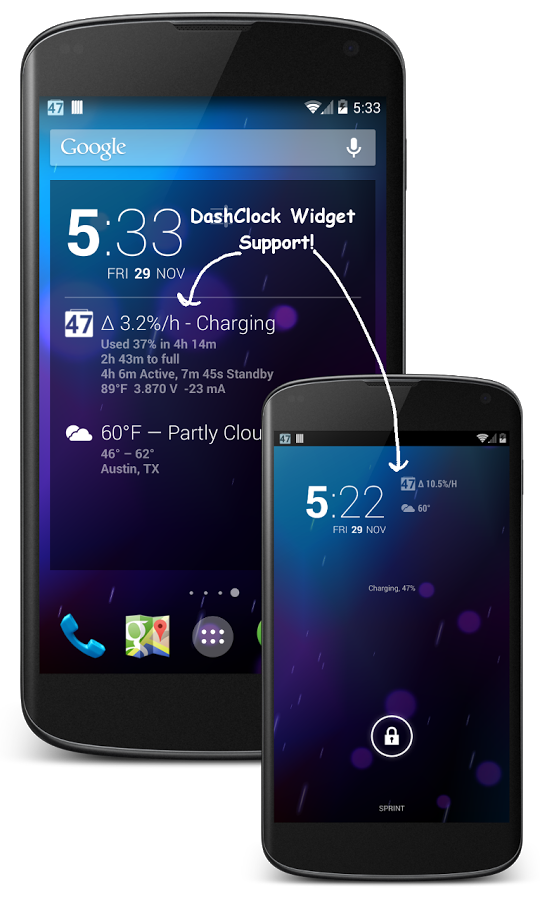 47 5:33
Google
5:33
FRI 29 NOV
DashClock Widget
Support!
47 Δ 3.2%/h - Charging
Used 37% in 4h 14m
2h 43m to full
4h 6m Active, 7m 45s Standby
89°F 3.870 V -23 mA
60°F — Partly Clou
46° – 62°
Austin, TX
g
47
5:22
FRI 29 NOV
47 Δ 10.5%/H
60°
Charging, 47%
SPRINT